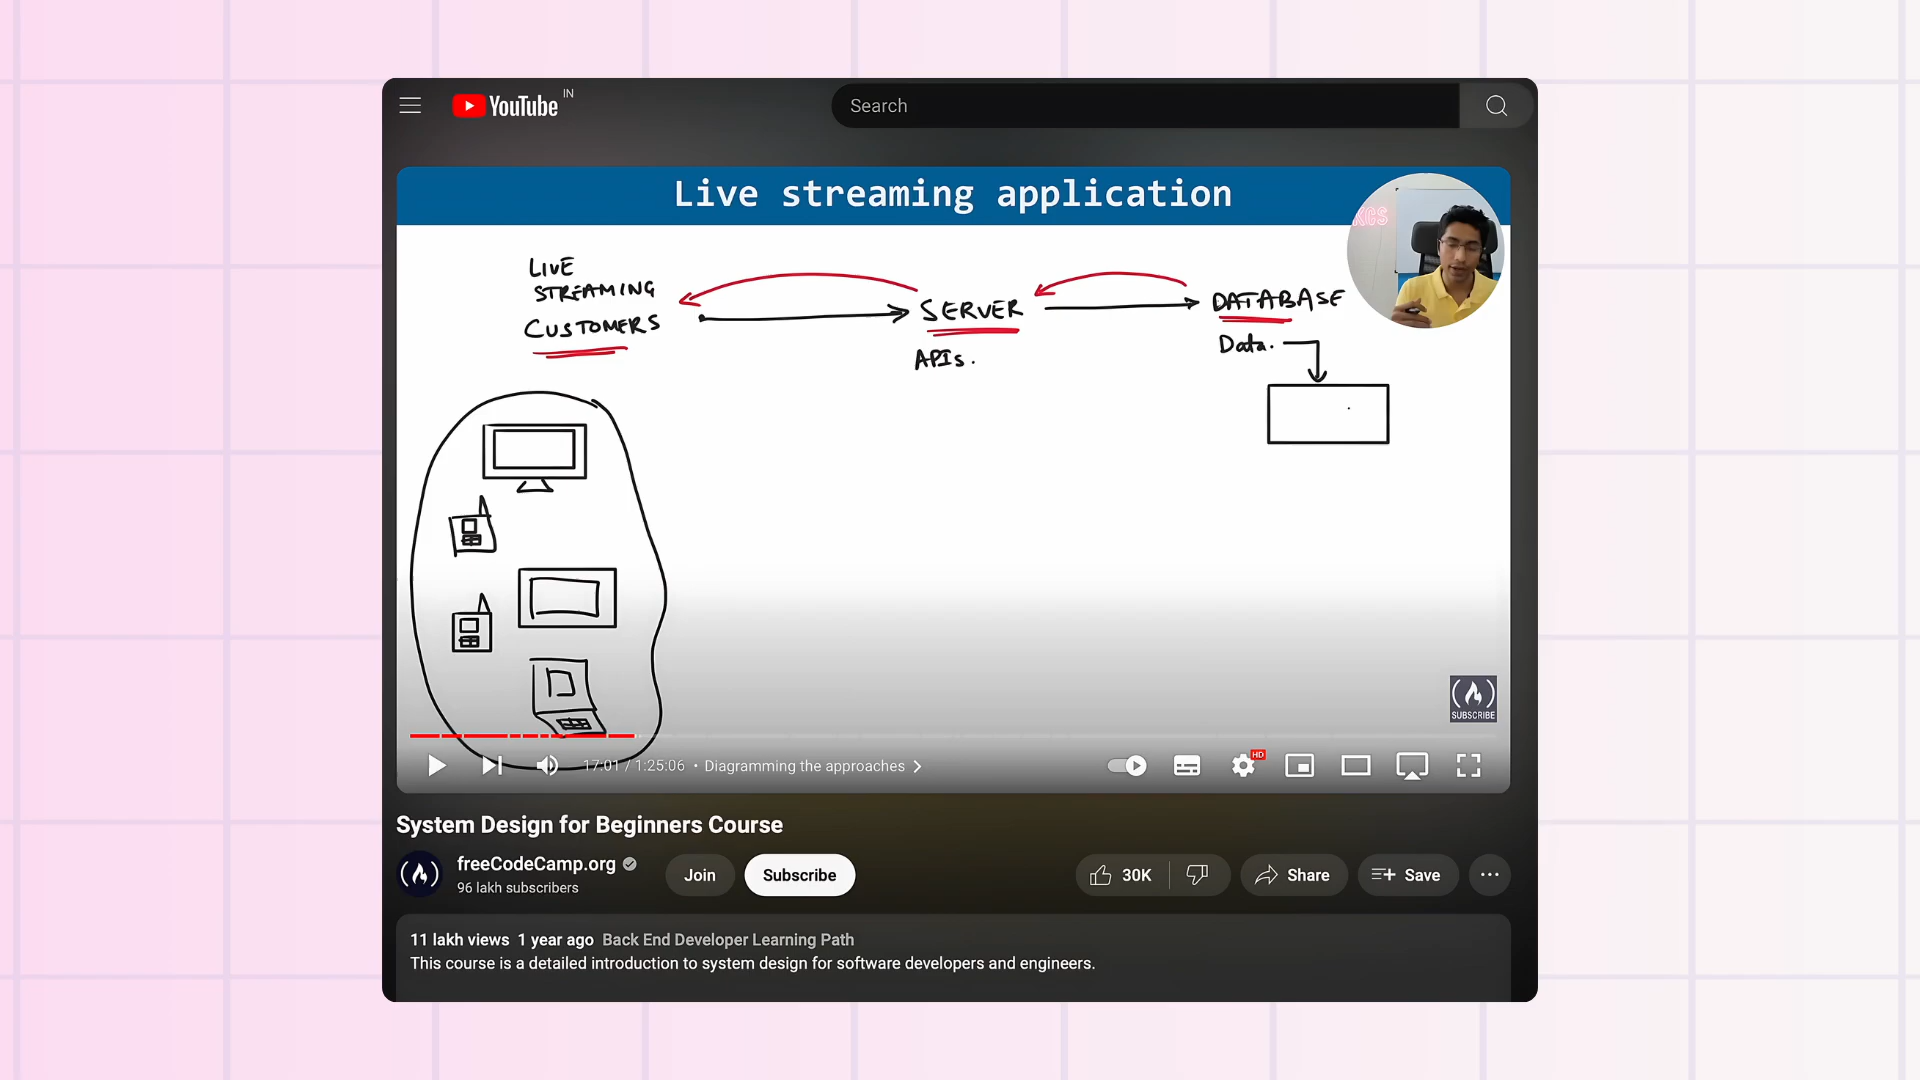 YouTube IN
Search
Live streaming application
KCS
LIVE
STREAMING
CUSTOMERS
SERVER
APIs.
DATABASE
Data.
SUBSCRIBE
17:01 / 1:25:06 • Diagramming the approaches
HD
System Design for Beginners Course
freeCodeCamp.org
96 lakh subscribers
Join
Subscribe
30K
Share
Save
11 lakh views 1 year ago Back End Developer Learning Path
This course is a detailed introduction to system design for software developers and engineers.